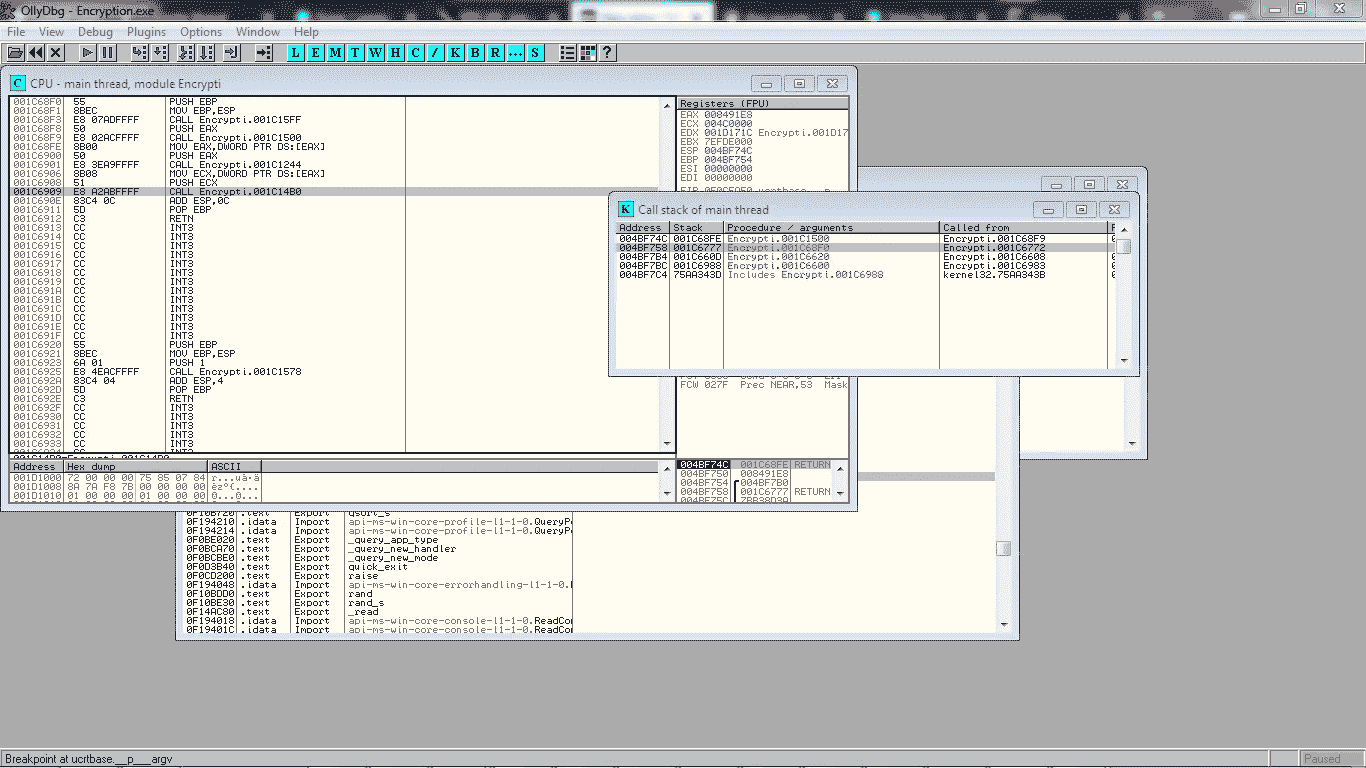 OllyDbg - Encryption.exe
File View Debug Plugins Options Window Help
L E M T W H C / K B R ... S ?
C CPU - main thread, module Encrypti
001C68F0 55 PUSH EBP
001C68F1 8BEC MOV EBP,ESP
001C68F3 E8 07ADFFFF CALL Encrypti.001C15FF
001C68F8 50 PUSH EAX
001C68F9 E8 02ACFFFF CALL Encrypti.001C1500
001C68FE 8B00 MOV EAX,DWORD PTR DS:[EAX]
001C6900 50 PUSH EAX
001C6901 E8 3EA9FFFF CALL Encrypti.001C1244
001C6906 8B08 MOV ECX,DWORD PTR DS:[EAX]
001C6908 51 PUSH ECX
001C6909 E8 A2ABFFFF CALL Encrypti.001C14B0
001C690E 83C4 0C ADD ESP,0C
001C6911 5D POP EBP
001C6912 C3 RETN
001C6913 CC INT3
001C6914 CC INT3
001C6915 CC INT3
001C6916 CC INT3
001C6917 CC INT3
001C6918 CC INT3
001C6919 CC INT3
001C691A CC INT3
001C691B CC INT3
001C691C CC INT3
001C691D CC INT3
001C691E CC INT3
001C691F CC INT3
001C6920 55 PUSH EBP
001C6921 8BEC MOV EBP,ESP
001C6923 6A 01 PUSH 1
001C6925 E8 4EACFFFF CALL Encrypti.001C1578
001C692A 83C4 04 ADD ESP,4
001C692D 5D POP EBP
001C692E C3 RETN
001C692F CC INT3
001C6930 CC INT3
001C6931 CC INT3
001C6932 CC INT3
001C6933 CC INT3
Registers (FPU)
EAX 008491E8
ECX 004C0000
EDX 001D171C Encrypti.001D17
EBX 7EFDE000
ESP 004BF74C
EBP 004BF754
ESI 00000000
EDI 00000000
FCW 027F Prec NEAR,53 Mask
K Call stack of main thread
Address Stack Procedure / arguments Called from
004BF74C 001C68FE Encrypti.001C1500 Encrypti.001C68F9
004BF758 001C6777 Encrypti.001C68F0 Encrypti.001C6772
004BF7B4 001C660D Encrypti.001C6620 Encrypti.001C6608
004BF7BC 001C6988 Encrypti.001C6600 Encrypti.001C6983
004BF7C4 75AA343D Includes Encrypti.001C6988 kernel32.75AA343B
Address Hex dump ASCII
001D1000 72 00 00 00 75 85 07 84
001D1008 8A 7A F8 7B 00 00 00 00
001D1010 01 00 00 00 01 00 00 00
004BF74C 001C68FE RETURN
004BF750 008491E8
004BF754 004BF7B0
004BF758 001C6777 RETURN
0F10B720 .text Export qsort_s
0F194210 .idata Import api-ms-win-core-profile-l1-1-0.QueryPe
0F194214 .idata Import api-ms-win-core-profile-l1-1-0.QueryPe
0F0BE020 .text Export _query_app_type
0F0BCA70 .text Export _query_new_handler
0F0BCBE0 .text Export _query_new_mode
0F0D3B40 .text Export quick_exit
0F0CD200 .text Export raise
0F194048 .idata Import api-ms-win-core-errorhandling-l1-1-0.
0F10BDD0 .text Export rand
0F10BE30 .text Export rand_s
0F14AC80 .text Export _read
0F194018 .idata Import api-ms-win-core-console-l1-1-0.ReadCo
0F19401C .idata Import api-ms-win-core-console-l1-1-0.ReadCo
Breakpoint at ucrtbase.__p___argv
Paused